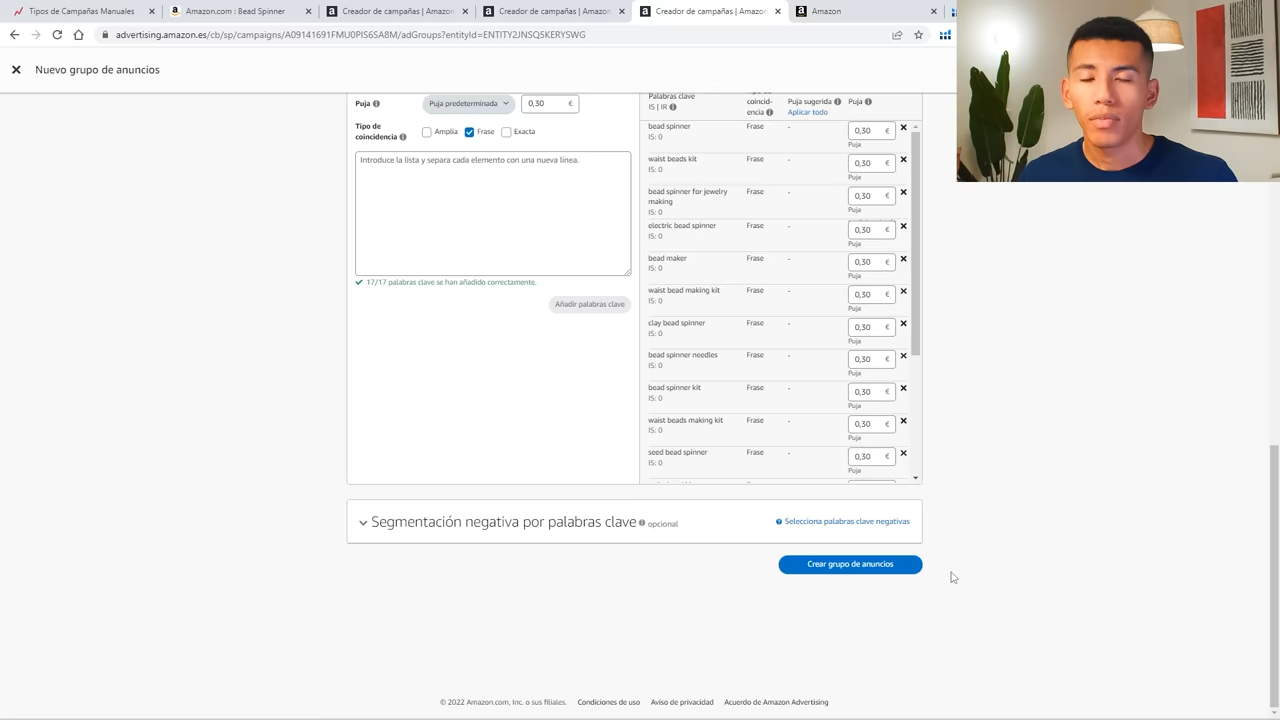 Tipos de Campañas Manuales
Amazon.com : Bead Spinner
Creador de campañas | Amazon
Creador de campañas | Amazon
Creador de campañas | Amaz
Amazon
advertising.amazon.es/cb/sp/campaigns/A09141691FMU0PIS6SA8M/adGroups?entityId=ENTITY2JNSQ5KERYSWG
Nuevo grupo de anuncios
Puja
Puja predeterminada
0,30 €
Tipo de
coincidencia
Amplia
Frase
Exacta
Introduce la lista y separa cada elemento con una nueva línea.
17/17 palabras clave se han añadido correctamente.
Añadir palabras clave
Palabras clave
IS | IR
coincid-
encia
Puja sugerida
Aplicar todo
Puja
bead spinner
IS: 0
Frase
-
0,30 €
Puja
waist beads kit
IS: 0
Frase
-
0,30 €
Puja
bead spinner for jewelry
making
IS: 0
Frase
-
0,30 €
Puja
electric bead spinner
IS: 0
Frase
-
0,30 €
Puja
bead maker
IS: 0
Frase
-
0,30 €
Puja
waist bead making kit
IS: 0
Frase
-
0,30 €
Puja
clay bead spinner
IS: 0
Frase
-
0,30 €
Puja
bead spinner needles
IS: 0
Frase
-
0,30 €
Puja
bead spinner kit
IS: 0
Frase
-
0,30 €
Puja
waist beads making kit
IS: 0
Frase
-
0,30 €
Puja
seed bead spinner
IS: 0
Frase
-
0,30 €
Puja
Segmentación negativa por palabras clave opcional
Selecciona palabras clave negativas
Crear grupo de anuncios
© 2022 Amazon.com, Inc. o sus filiales.
Condiciones de uso
Aviso de privacidad
Acuerdo de Amazon Advertising